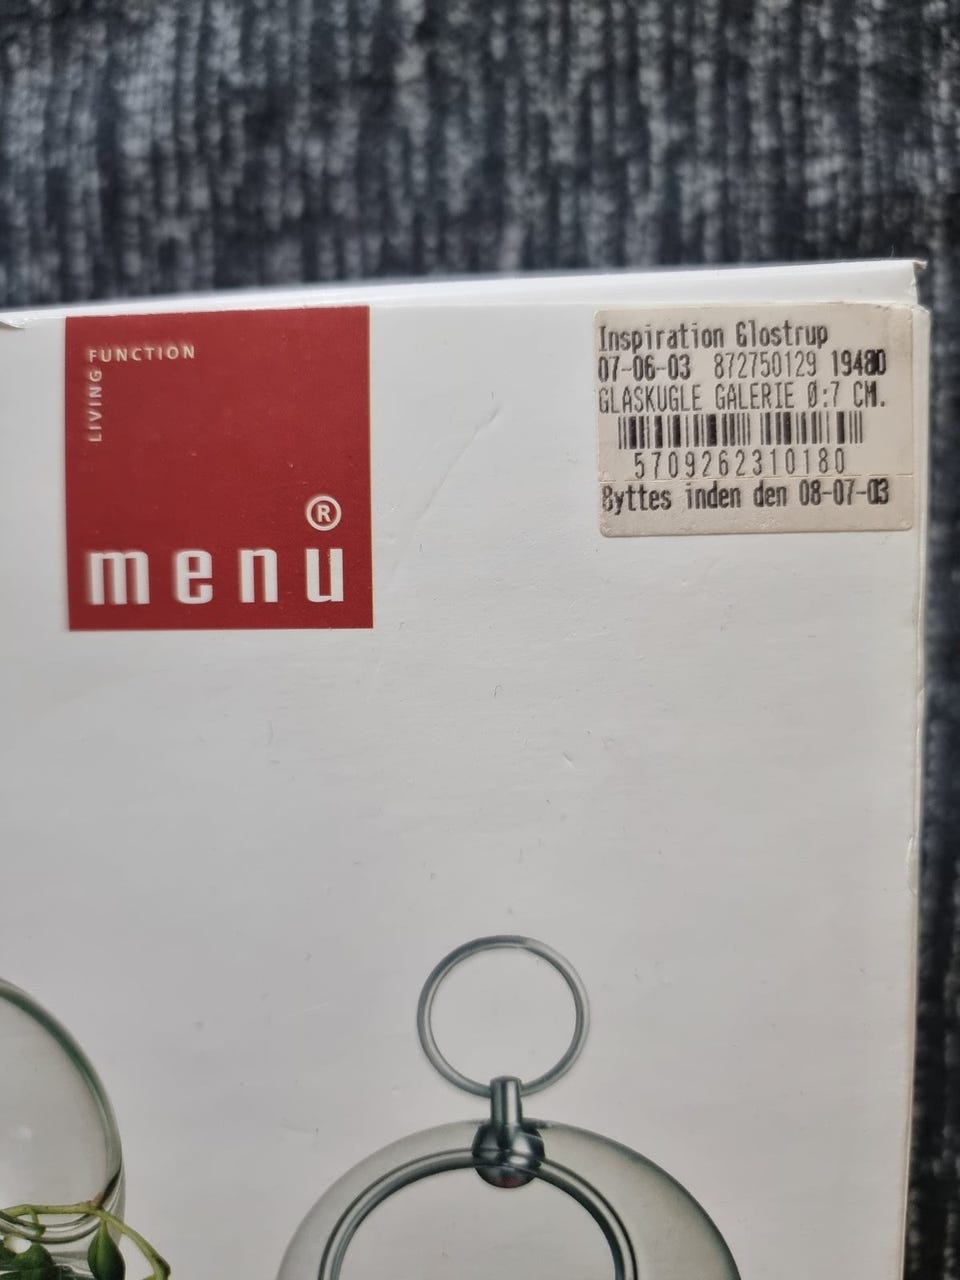 FUNCTION
LIVING
®
menu
Inspiration Glostrup
07-06-03 872750129 19480
GLASKUGLE GALERIE Ø:7 CM.
5709262310180
Byttes inden den 08-07-03